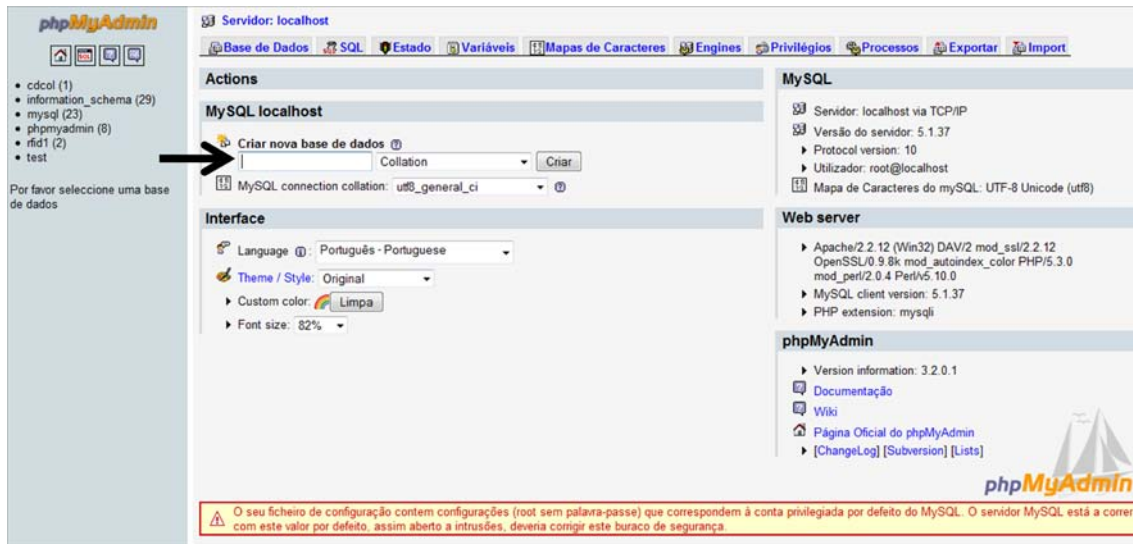 phpMyAdmin
cdcol (1)
information_schema (29)
mysql (23)
phpmyadmin (8)
rfid1 (2)
test
Por favor seleccione uma base
de dados
Servidor: localhost
Base de Dados SQL Estado Variáveis Mapas de Caracteres Engines Privilégios Processos Exportar Import
Actions
MySQL localhost
Criar nova base de dados
Collation Criar
MySQL connection collation: utf8_general_ci
Interface
Language : Português - Portuguese
Theme / Style: Original
Custom color: Limpa
Font size: 82%
MySQL
Servidor: localhost via TCP/IP
Versão do servidor: 5.1.37
Protocol version: 10
Utilizador: root@localhost
Mapa de Caracteres do mySQL: UTF-8 Unicode (utf8)
Web server
Apache/2.2.12 (Win32) DAV/2 mod_ssl/2.2.12
OpenSSL/0.9.8k mod_autoindex_color PHP/5.3.0
mod_perl/2.0.4 Perl/v5.10.0
MySQL client version: 5.1.37
PHP extension: mysqli
phpMyAdmin
Version information: 3.2.0.1
Documentação
Wiki
Página Oficial do phpMyAdmin
[ChangeLog] [Subversion] [Lists]
phpMyAdmin
O seu ficheiro de configuração contem configurações (root sem palavra-passe) que correspondem à conta privilegiada por defeito do MySQL. O servidor MySQL está a correr
com este valor por defeito, assim aberto a intrusões, deveria corrigir este buraco de segurança.